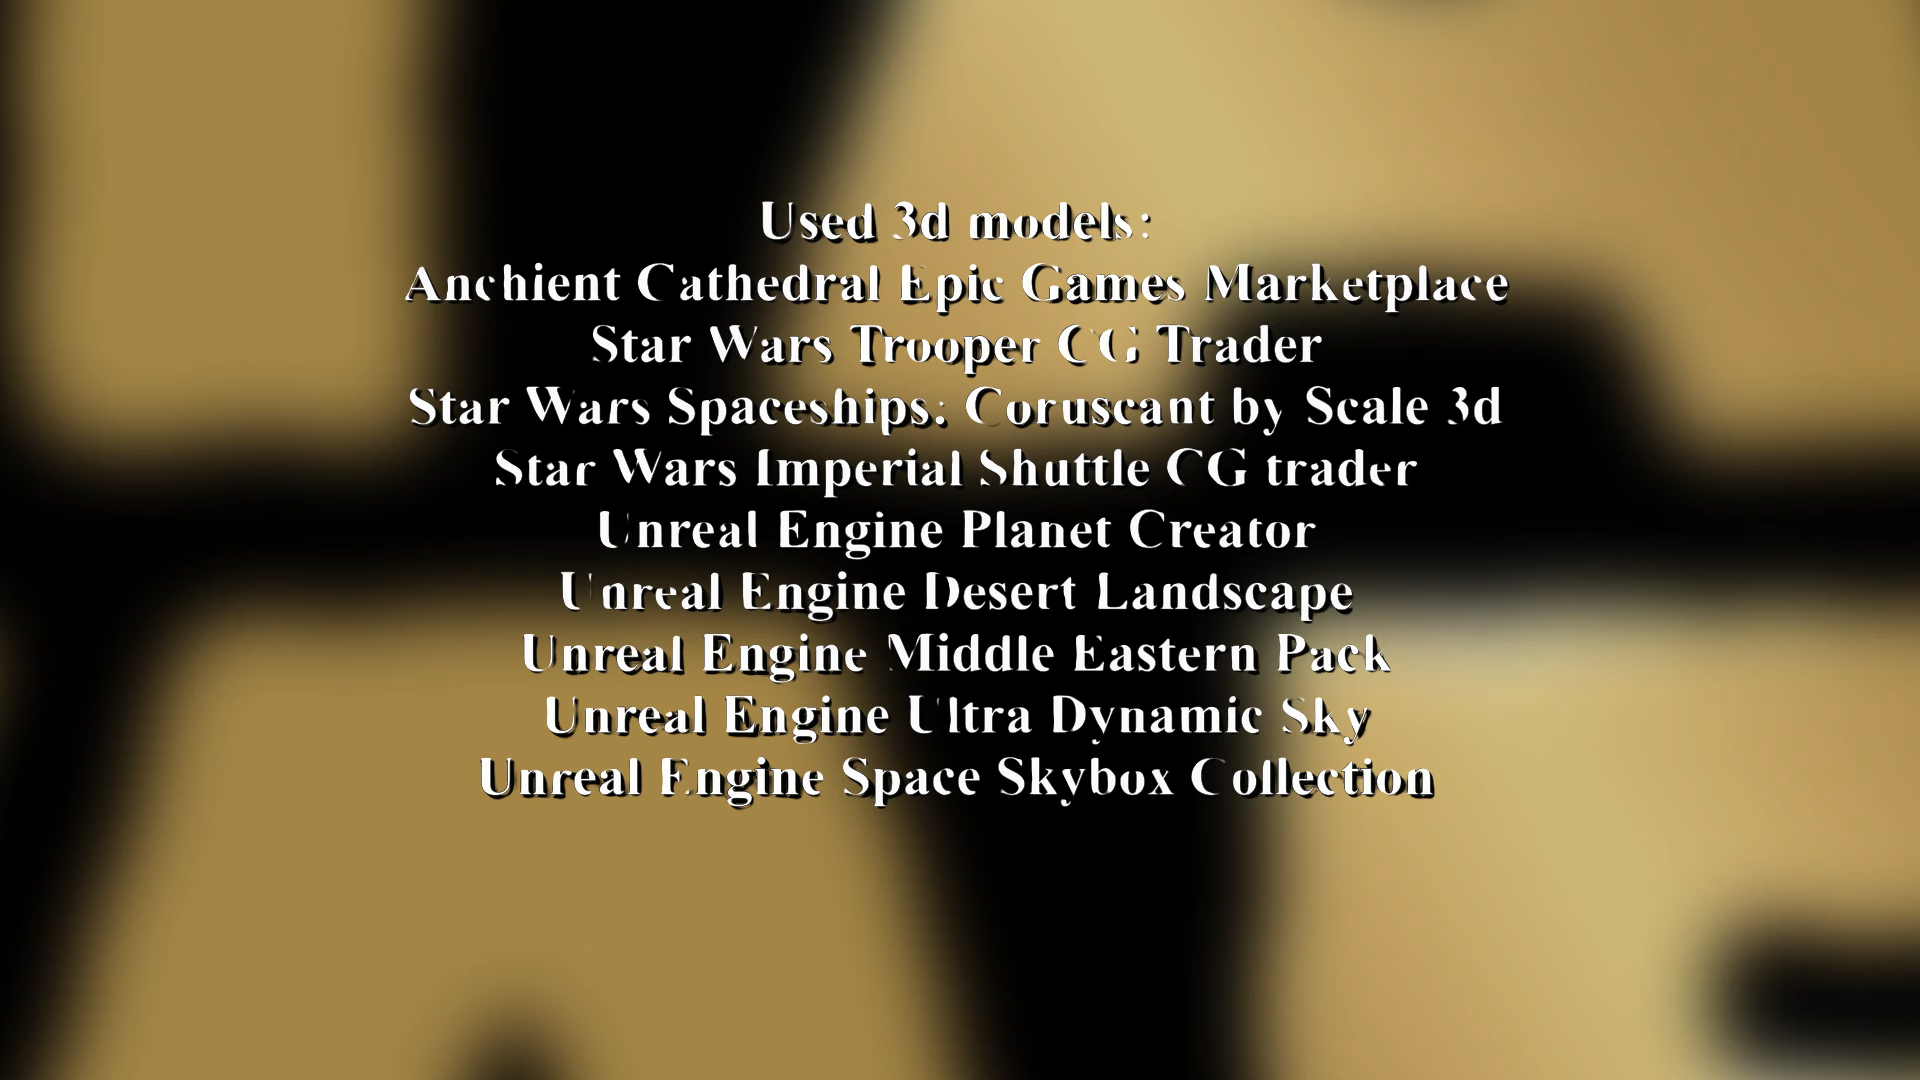 Used 3d models:
Anchient Cathedral Epic Games Marketplace
Star Wars Trooper CG Trader
Star Wars Spaceships: Coruscant by Scale 3d
Star Wars Imperial Shuttle CG trader
Unreal Engine Planet Creator
Unreal Engine Desert Landscape
Unreal Engine Middle Eastern Pack
Unreal Engine Ultra Dynamic Sky
Unreal Engine Space Skybox Collection